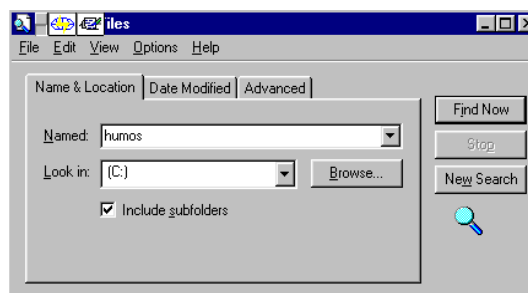 iles
File Edit View Options Help
Name & Location Date Modified Advanced
Named: humos
Look in: (C:)
Browse...
Include subfolders
Find Now
Stop
New Search